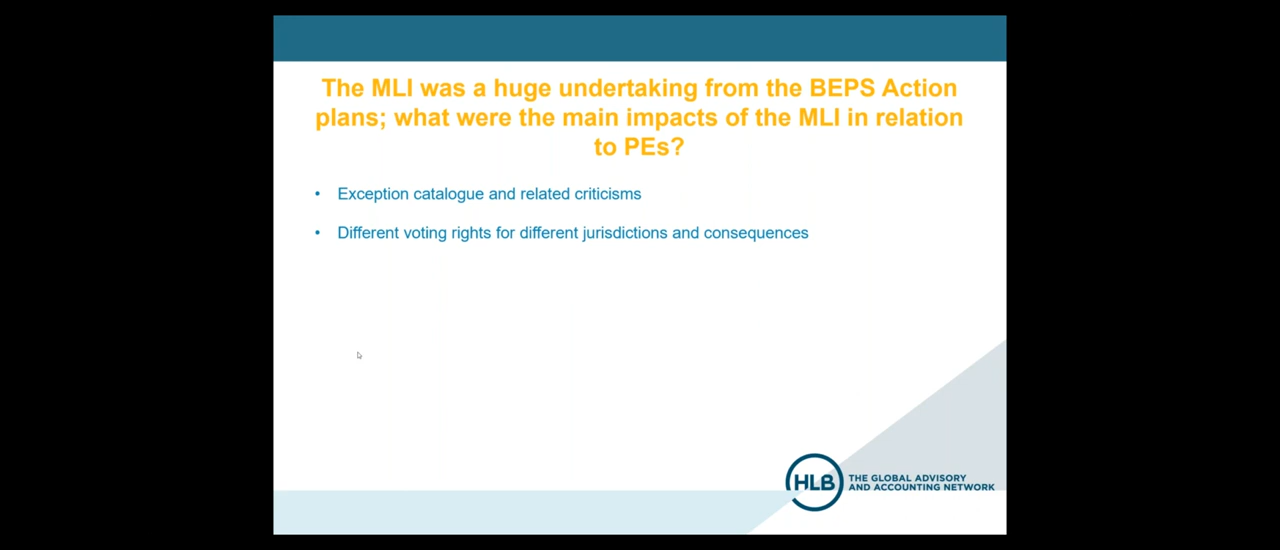 The MLI was a huge undertaking from the BEPS Action
plans; what were the main impacts of the MLI in relation
to PEs?
• Exception catalogue and related criticisms
• Different voting rights for different jurisdictions and consequences
HLB
THE GLOBAL ADVISORY
AND ACCOUNTING NETWORK